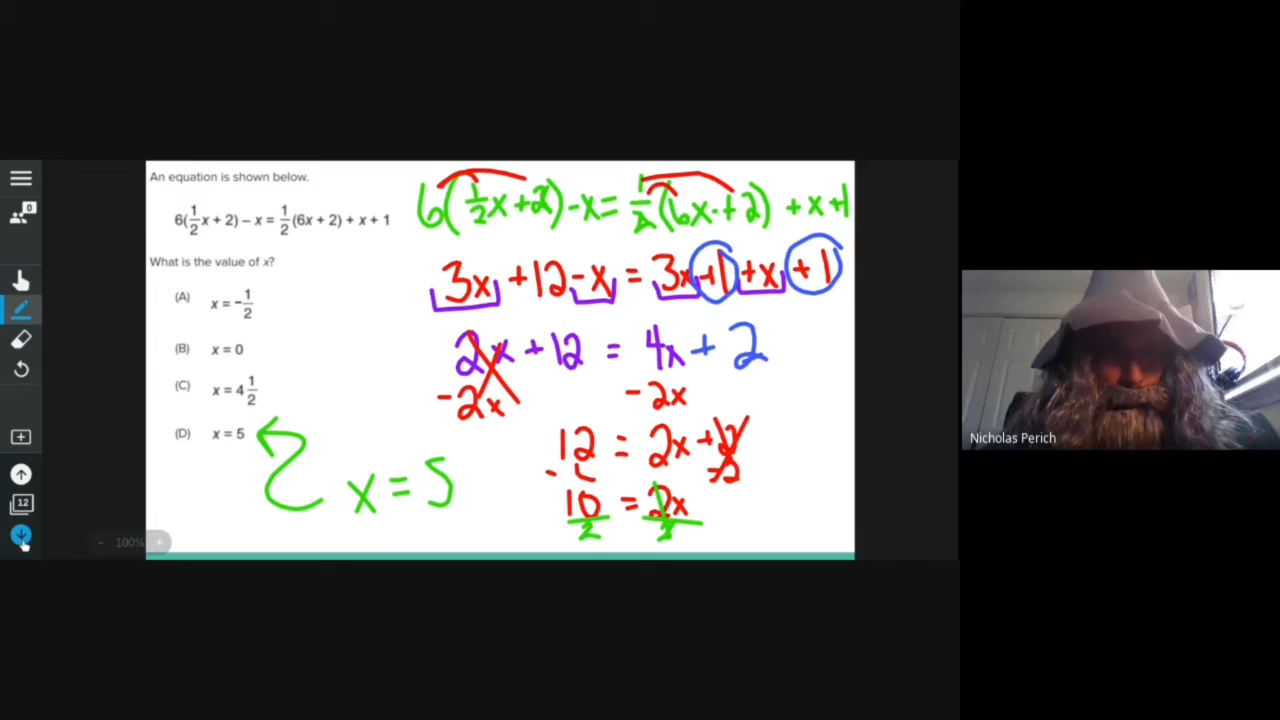 An equation is shown below.
6(1/2x + 2) – x = 1/2(6x + 2) + x + 1
What is the value of x?
(A) x = -1/2
(B) x = 0
(C) x = 4 1/2
(D) x = 5
6(1/2x+2)-x=1/2(6x+2)+x+1
3x+12-x=3x+1+x+1
2x+12=4x+2
-2x -2x
12=2x+2
-2 -2
10=2x
2 2
x=5
0
12
- 100% +
Nicholas Perich